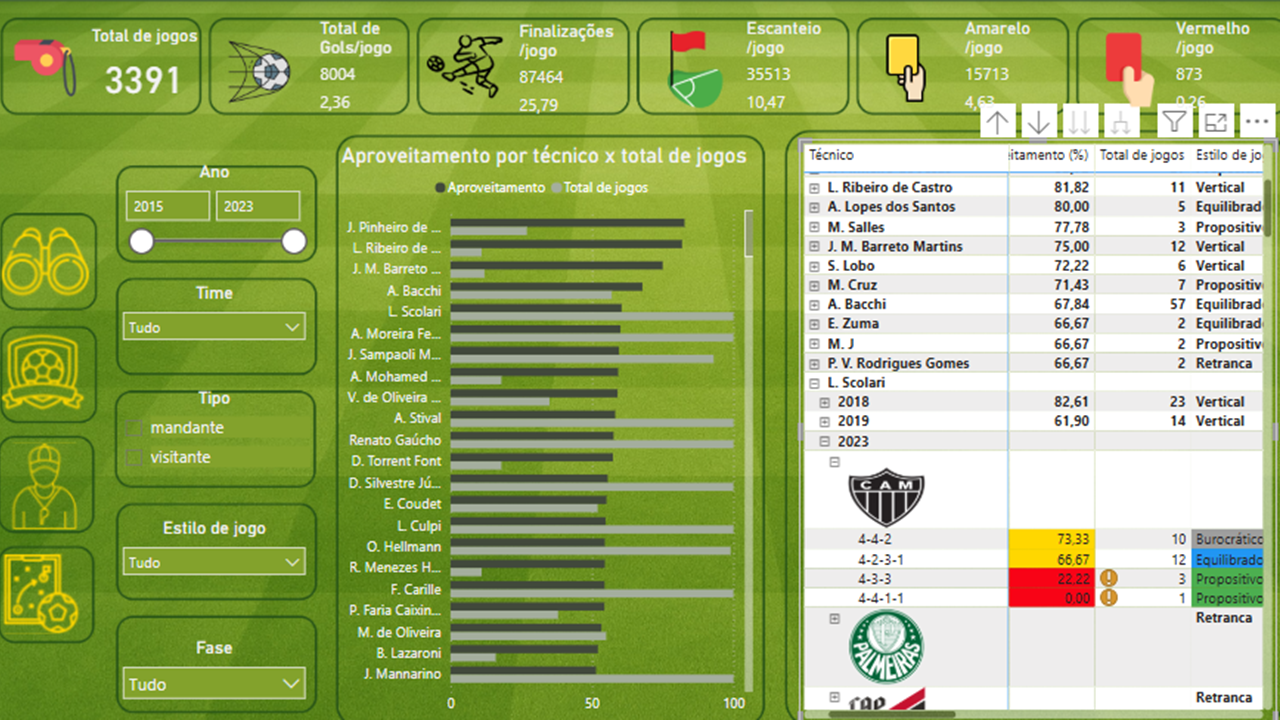 Total de jogos
3391
Total de
Gols/jogo
8004
2,36
Finalizações
/jogo
87464
25,79
Escanteio
/jogo
35513
10,47
Amarelo
/jogo
15713
4,63
Vermelho
/jogo
873
0,26
Ano
2015 2023
Time
Tudo
Tipo
mandante
visitante
Estilo de jogo
Tudo
Fase
Tudo
Aproveitamento por técnico x total de jogos
Aproveitamento Total de jogos
J. Pinheiro de ...
L. Ribeiro de ...
J. M. Barreto ...
A. Bacchi
L. Scolari
A. Moreira Fe...
J. Sampaoli M...
A. Mohamed ...
V. de Oliveira ...
A. Stival
Renato Gaúcho
D. Torrent Font
D. Silvestre Jú...
E. Coudet
L. Culpi
O. Hellmann
R. Menezes H...
F. Carille
P. Faria Caixin...
M. de Oliveira
B. Lazaroni
J. Mannarino
0 50 100
Técnico eitamento (%) Total de jogos Estilo de jo
L. Ribeiro de Castro 81,82 11 Vertical
A. Lopes dos Santos 80,00 5 Equilibrad
M. Salles 77,78 3 Propositiv
J. M. Barreto Martins 75,00 12 Vertical
S. Lobo 72,22 6 Vertical
M. Cruz 71,43 7 Propositiv
A. Bacchi 67,84 57 Equilibrad
E. Zuma 66,67 2 Equilibrad
M. J 66,67 2 Propositiv
P. V. Rodrigues Gomes 66,67 2 Retranca
L. Scolari
2018 82,61 23 Vertical
2019 61,90 14 Vertical
2023
CAM
4-4-2 73,33 10 Burocrático
4-2-3-1 66,67 12 Equilibrado
4-3-3 22,22 3 Propositivo
4-4-1-1 0,00 1 Propositivo
Retranca
PALMEIRAS
Retranca
CAP